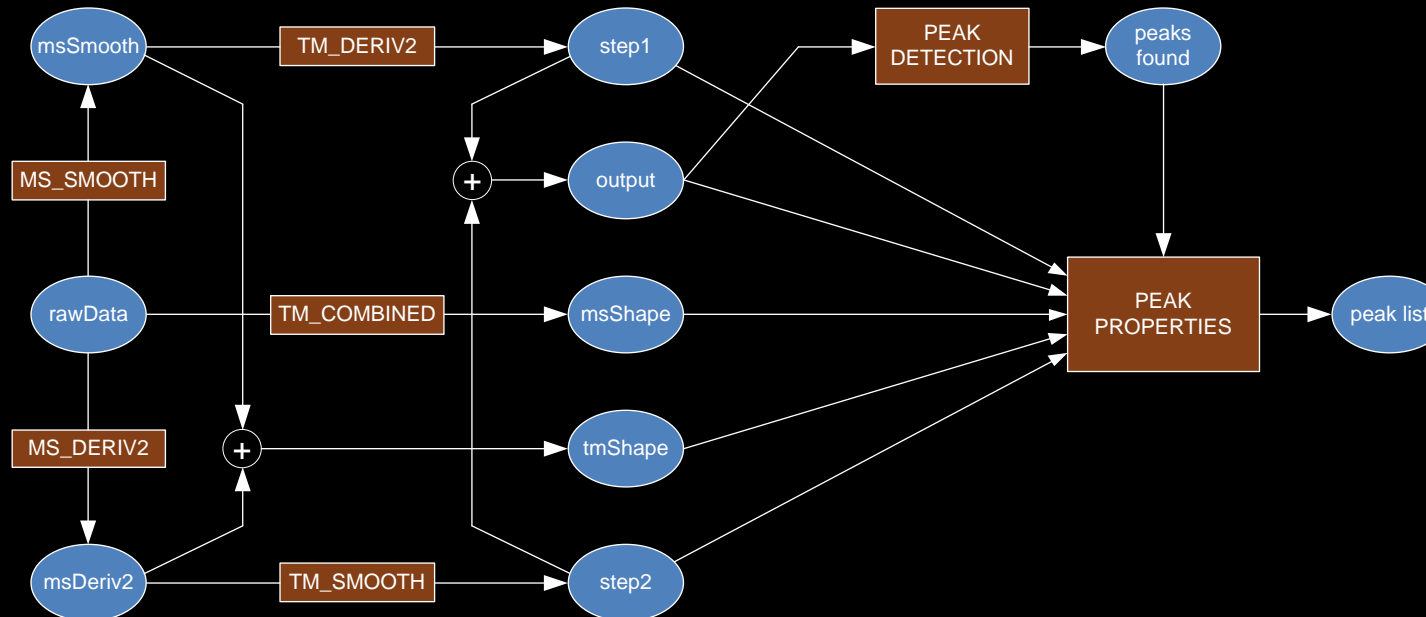 msSmooth
TM_DERIV2
step1
PEAK
DETECTION
peaks
found
MS_SMOOTH
+
output
rawData
TM_COMBINED
msShape
PEAK
PROPERTIES
peak list
MS_DERIV2
+
tmShape
msDeriv2
TM_SMOOTH
step2